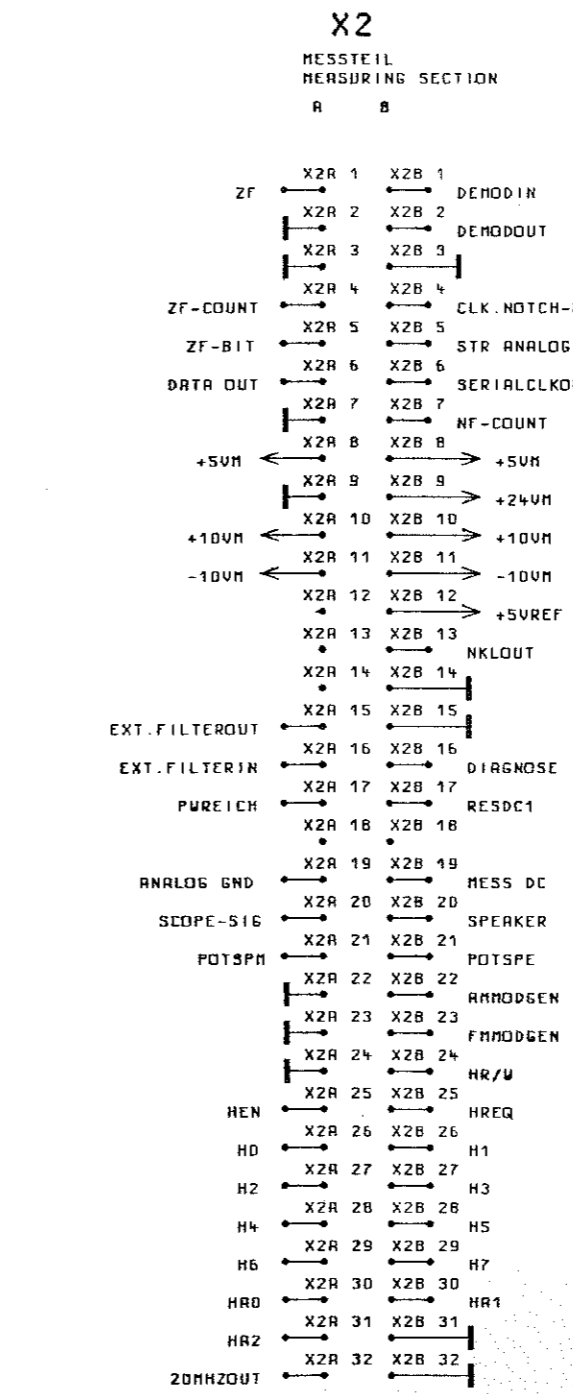 X2
MESSTEIL
MEASURING SECTION
A B
X2A 1 X2B 1
ZF DEMODIN
X2A 2 X2B 2
DEMODOUT
X2A 3 X2B 3
X2A 4 X2B 4
ZF-COUNT CLK.NOTCH-
X2A 5 X2B 5
ZF-BIT STR ANALOG
X2A 6 X2B 6
DATA OUT SERIALCLKO
X2A 7 X2B 7
NF-COUNT
X2A 8 X2B 8
+5VM +5VM
X2A 9 X2B 9
+24VM
X2A 10 X2B 10
+10VM +10VM
X2A 11 X2B 11
-10VM -10VM
X2A 12 X2B 12
+5VREF
X2A 13 X2B 13
NKLOUT
X2A 14 X2B 14
X2A 15 X2B 15
EXT.FILTEROUT
X2A 16 X2B 16
EXT.FILTERIN DIAGNOSE
X2A 17 X2B 17
PWREICH RESDC1
X2A 18 X2B 18
X2A 19 X2B 19
ANALOG GND MESS DC
X2A 20 X2B 20
SCOPE-SIG SPEAKER
X2A 21 X2B 21
POTSPM POTSPE
X2A 22 X2B 22
AMMODGEN
X2A 23 X2B 23
FMMODGEN
X2A 24 X2B 24
HR/W
X2A 25 X2B 25
HEN HREQ
X2A 26 X2B 26
H0 H1
X2A 27 X2B 27
H2 H3
X2A 28 X2B 28
H4 H5
X2A 29 X2B 29
H6 H7
X2A 30 X2B 30
HA0 HA1
X2A 31 X2B 31
HA2
X2A 32 X2B 32
20MHZOUT